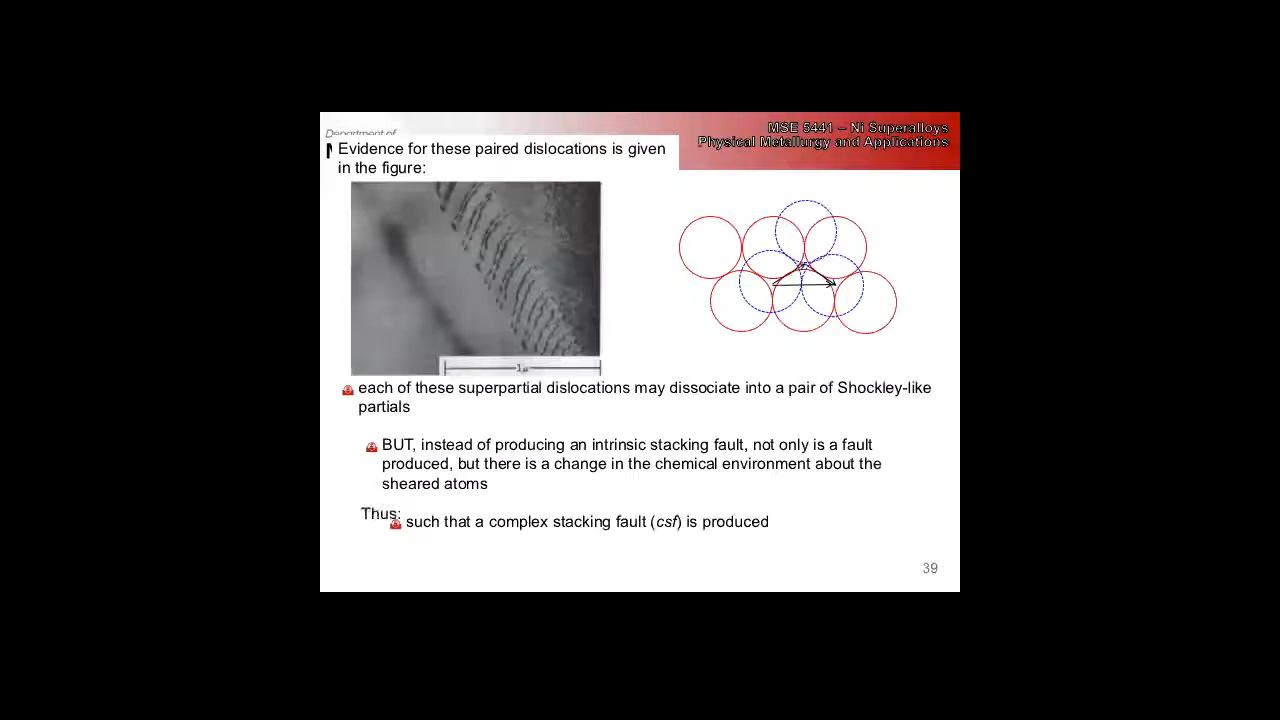 Department of
MSE 5441 – Ni Superalloys
Physical Metallurgy and Applications
Evidence for these paired dislocations is given
in the figure:
1μ
each of these superpartial dislocations may dissociate into a pair of Shockley-like
partials
BUT, instead of producing an intrinsic stacking fault, not only is a fault
produced, but there is a change in the chemical environment about the
sheared atoms
Thus:
such that a complex stacking fault (csf) is produced
39